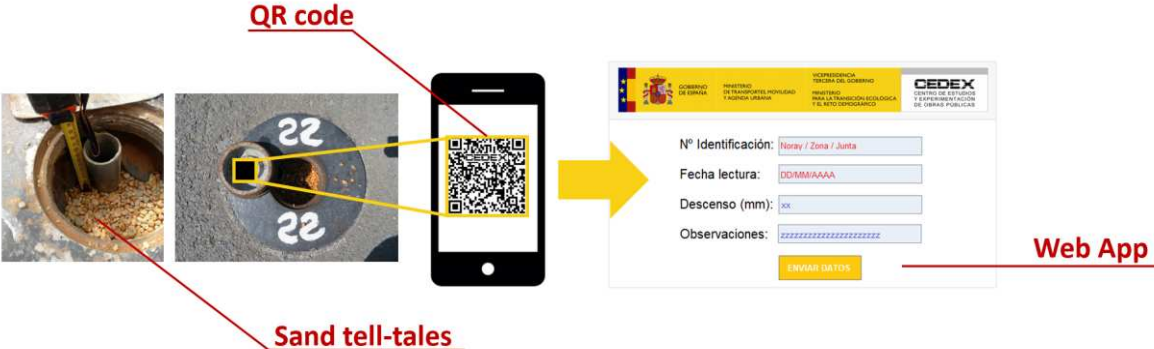 QR code
22
22
CEDEX
GOBIERNO
DE ESPAÑA
MINISTERIO
DE TRANSPORTES, MOVILIDAD
Y AGENDA URBANA
VICEPRESIDENCIA
TERCERA DEL GOBIERNO
MINISTERIO
PARA LA TRANSICIÓN ECOLÓGICA
Y EL RETO DEMOGRÁFICO
CEDEX
CENTRO DE ESTUDIOS
Y EXPERIMENTACIÓN
DE OBRAS PÚBLICAS
Nº Identificación: Noray / Zona / Junta
Fecha lectura: DD/MM/AAAA
Descenso (mm): xx
Observaciones: zzzzzzzzzzzzzzzzzzzzzz
ENVIAR DATOS
Web App
Sand tell-tales